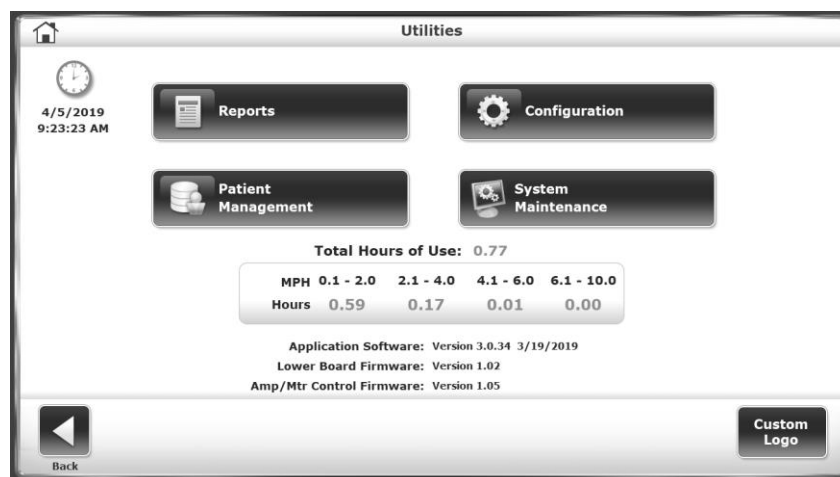 Utilities
4/5/2019
9:23:23 AM
Reports
Configuration
Patient
Management
System
Maintenance
Total Hours of Use: 0.77
MPH 0.1 - 2.0 2.1 - 4.0 4.1 - 6.0 6.1 - 10.0
Hours 0.59 0.17 0.01 0.00
Application Software: Version 3.0.34 3/19/2019
Lower Board Firmware: Version 1.02
Amp/Mtr Control Firmware: Version 1.05
Back
Custom
Logo